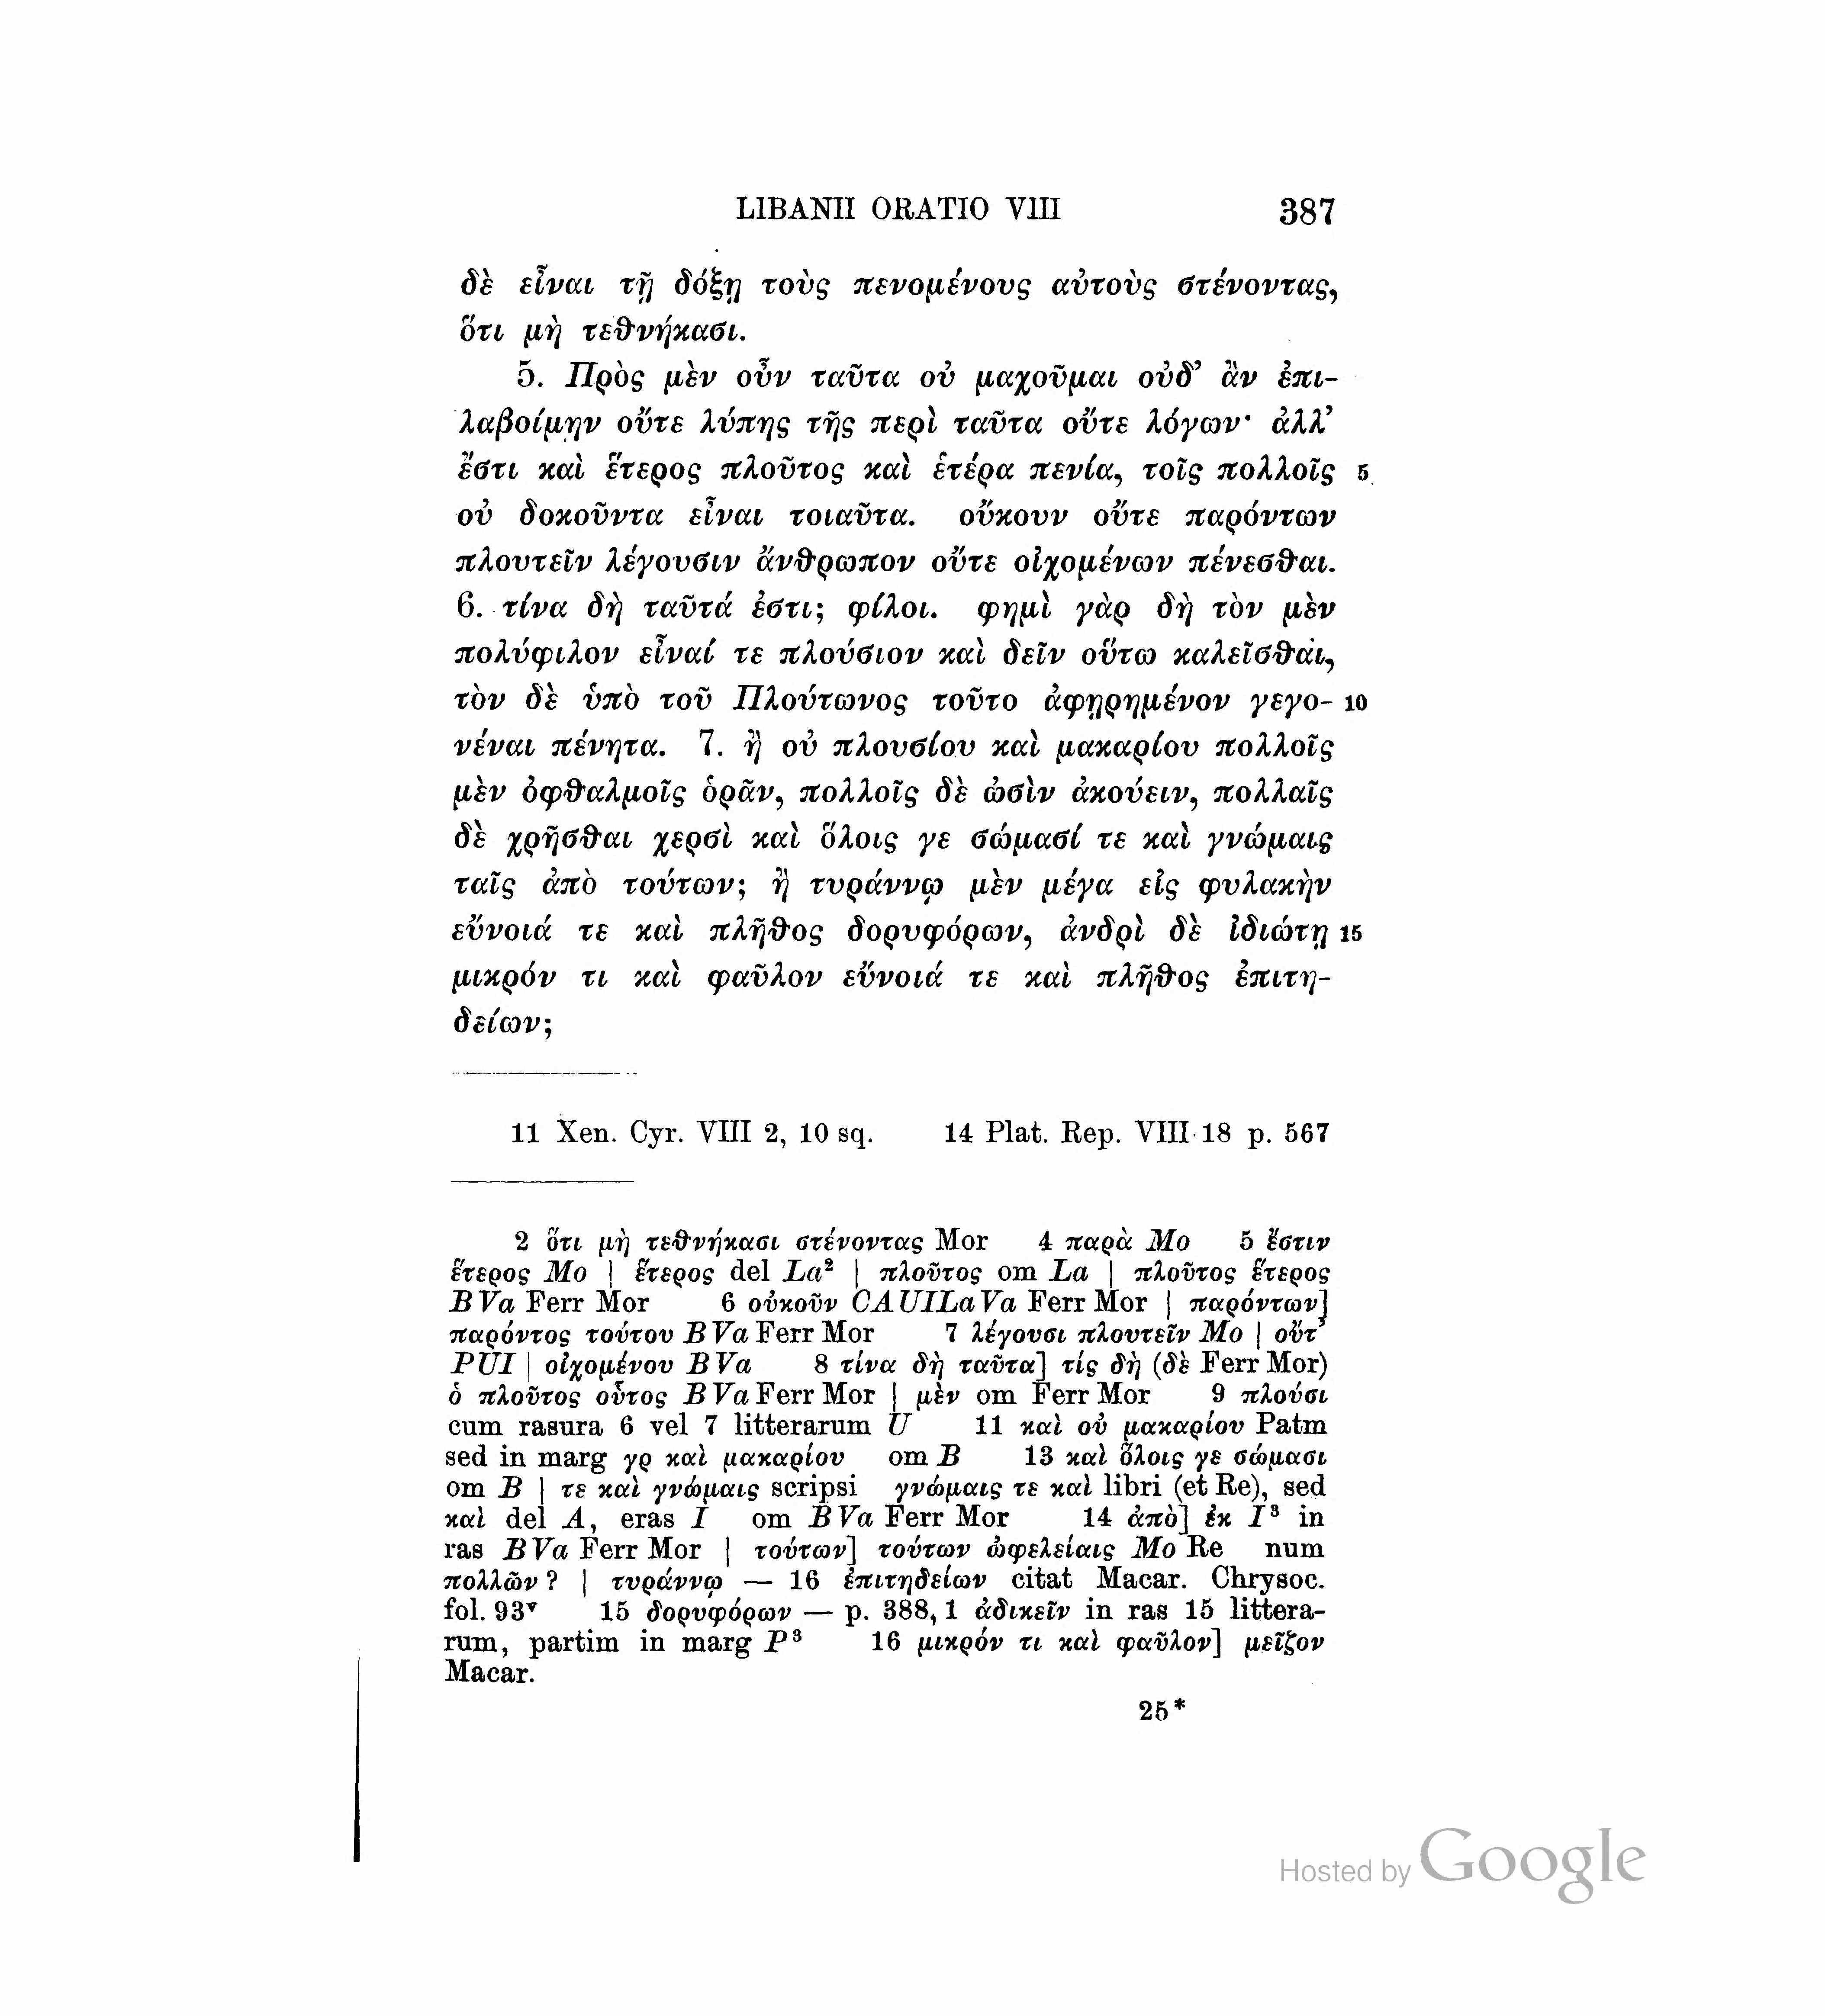 LIBANII ORATIO VIII 387
δὲ εἶναι τῇ δόξῃ τοὺς πενομένους αὐτοὺς στένοντας,
ὅτι μὴ τεθνήκασι.
5. Πρὸς μὲν οὖν ταῦτα οὐ μαχοῦμαι οὐδ’ ἂν ἐπι-
λαβοίμην οὔτε λύπης τῆς περὶ ταῦτα οὔτε λόγων· ἀλλ’
ἔστι καὶ ἕτερος πλοῦτος καὶ ἑτέρα πενία, τοῖς πολλοῖς 5
οὐ δοκοῦντα εἶναι τοιαῦτα. οὔκουν οὔτε παρόντων
πλουτεῖν λέγουσιν ἄνθρωπον οὔτε οἰχομένων πένεσθαι.
6. τίνα δὴ ταῦτά ἐστι; φίλοι. φημὶ γὰρ δὴ τὸν μὲν
πολύφιλον εἶναί τε πλούσιον καὶ δεῖν οὕτω καλεῖσθαι,
τὸν δὲ ὑπὸ τοῦ Πλούτωνος τοῦτο ἀφῃρημένον γεγο- 10
νέναι πένητα. 7. ἢ οὐ πλουσίου καὶ μακαρίου πολλοῖς
μὲν ὀφθαλμοῖς ὁρᾶν, πολλοῖς δὲ ὠσὶν ἀκούειν, πολλαῖς
δὲ χρῆσθαι χερσὶ καὶ ὅλοις γε σώμασί τε καὶ γνώμαις
ταῖς ἀπὸ τούτων; ἢ τυράννῳ μὲν μέγα εἰς φυλακὴν
εὔνοιά τε καὶ πλῆθος δορυφόρων, ἀνδρὶ δὲ ἰδιώτῃ 15
μικρόν τι καὶ φαῦλον εὔνοιά τε καὶ πλῆθος ἐπιτη-
δείων;
11 Xen. Cyr. VIII 2, 10 sq. 14 Plat. Rep. VIII 18 p. 567
2 ὅτι μὴ τεθνήκασι στένοντας Mor 4 παρὰ Mo 5 ἔστιν
ἕτερος Mo | ἕτερος del La² | πλοῦτος om La | πλοῦτος ἕτερος
B Va Ferr Mor 6 οὐκοῦν CAUILaVa Ferr Mor | παρόντων]
παρόντος τούτου B Va Ferr Mor 7 λέγουσι πλουτεῖν Mo | οὔτ’
PUI | οἰχομένου B Va 8 τίνα δὴ ταῦτα] τίς δὴ (δὲ Ferr Mor)
ὁ πλοῦτος οὗτος B Va Ferr Mor | μὲν om Ferr Mor 9 πλούσι
cum rasura 6 vel 7 litterarum U 11 καὶ οὐ μακαρίου Patm
sed in marg γρ καὶ μακαρίου om B 13 καὶ ὅλοις γε σώμασι
om B | τε καὶ γνώμαις scripsi γνώμαις τε καὶ libri (et Re), sed
καὶ del A, eras I om B Va Ferr Mor 14 ἀπὸ] ἐκ I³ in
ras B Va Ferr Mor | τούτων] τούτων ὠφελείαις Mo Re num
πολλῶν? | τυράννῳ — 16 ἐπιτηδείων citat Macar. Chrysoc.
fol. 93ᵛ 15 δορυφόρων — p. 388, 1 ἀδικεῖν in ras 15 littera-
rum, partim in marg P³ 16 μικρόν τι καὶ φαῦλον] μεῖζον
Macar.
25*
Hosted by Google